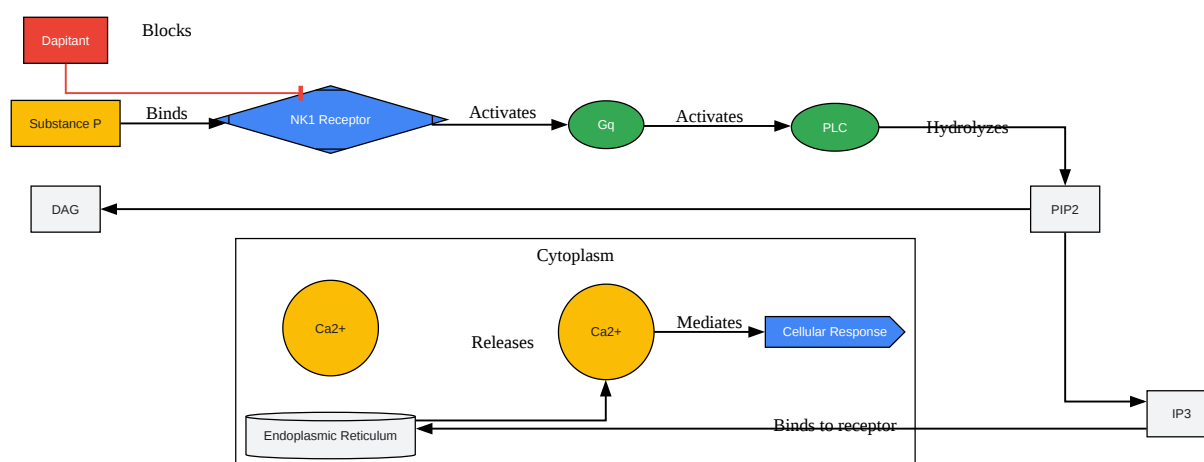 Dapitant
Blocks
Substance P
Binds
NK1 Receptor
Activates
Gq
Activates
PLC
Hydrolyzes
DAG
PIP2
Cytoplasm
Ca2+
Releases
Ca2+
Mediates
Cellular Response
Endoplasmic Reticulum
Binds to receptor
IP3